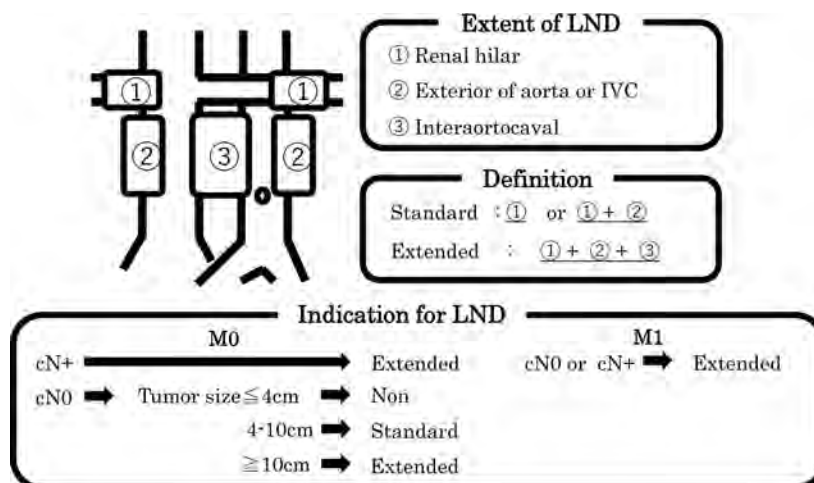 Extent of LND
① Renal hilar
② Exterior of aorta or IVC
③ Interaortocaval
① ①
② ③ ②
Definition
Standard : ① or ① + ②
Extended : ① + ② + ③
Indication for LND
M0 M1
cN+ Extended cN0 or cN+ Extended
cN0 Tumor size≦4cm Non
4-10cm Standard
≧10cm Extended